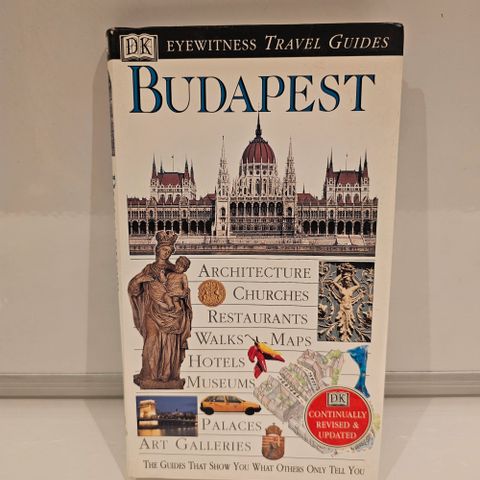 DK EYEWITNESS TRAVEL GUIDES
BUDAPEST
ARCHITECTURE
CHURCHES
RESTAURANTS
WALKS MAPS
HOTELS
MUSEUMS
PALACES
ART GALLERIES
DK
CONTINUALLY
REVISED &
UPDATED
THE GUIDES THAT SHOW YOU WHAT OTHERS ONLY TELL YOU